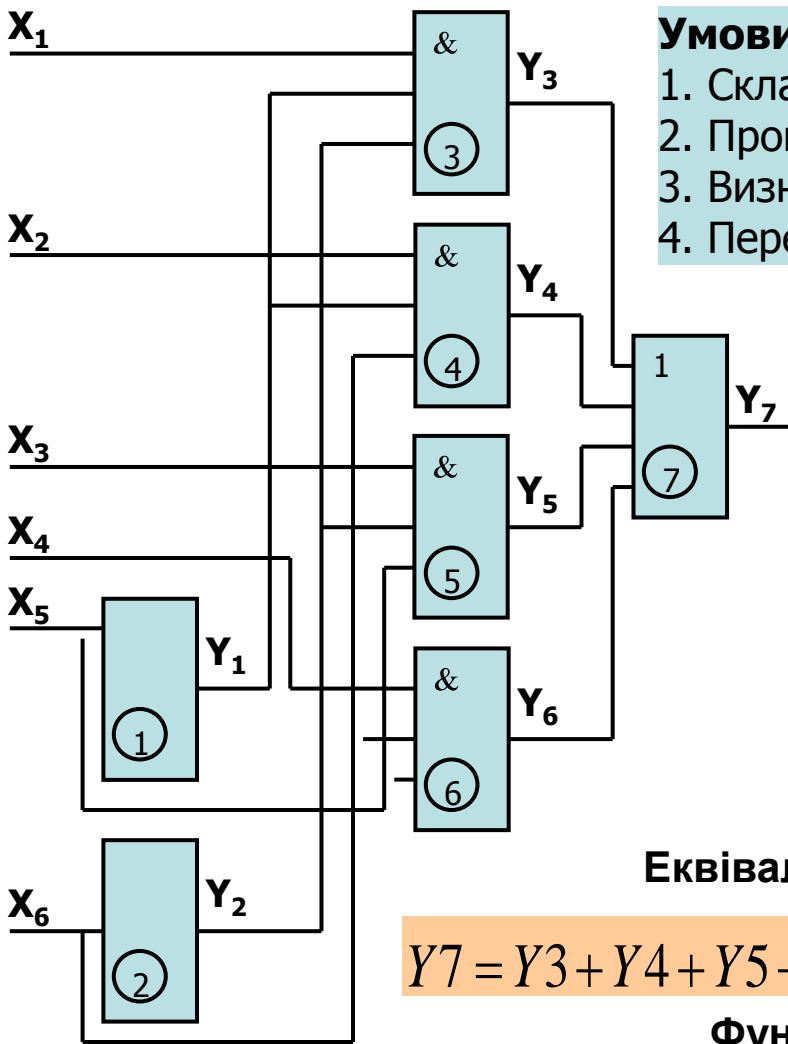 X₁
&
Y₃
3
Умови
1. Скла
2. Про
3. Визн
4. Пере
X₂
&
Y₄
4
1
Y₇
7
X₃
&
Y₅
5
X₄
X₅
Y₁
1
&
Y₆
6
Еквівал
X₆
Y₂
2
Y7 = Y3 + Y4 + Y5 -
Фун